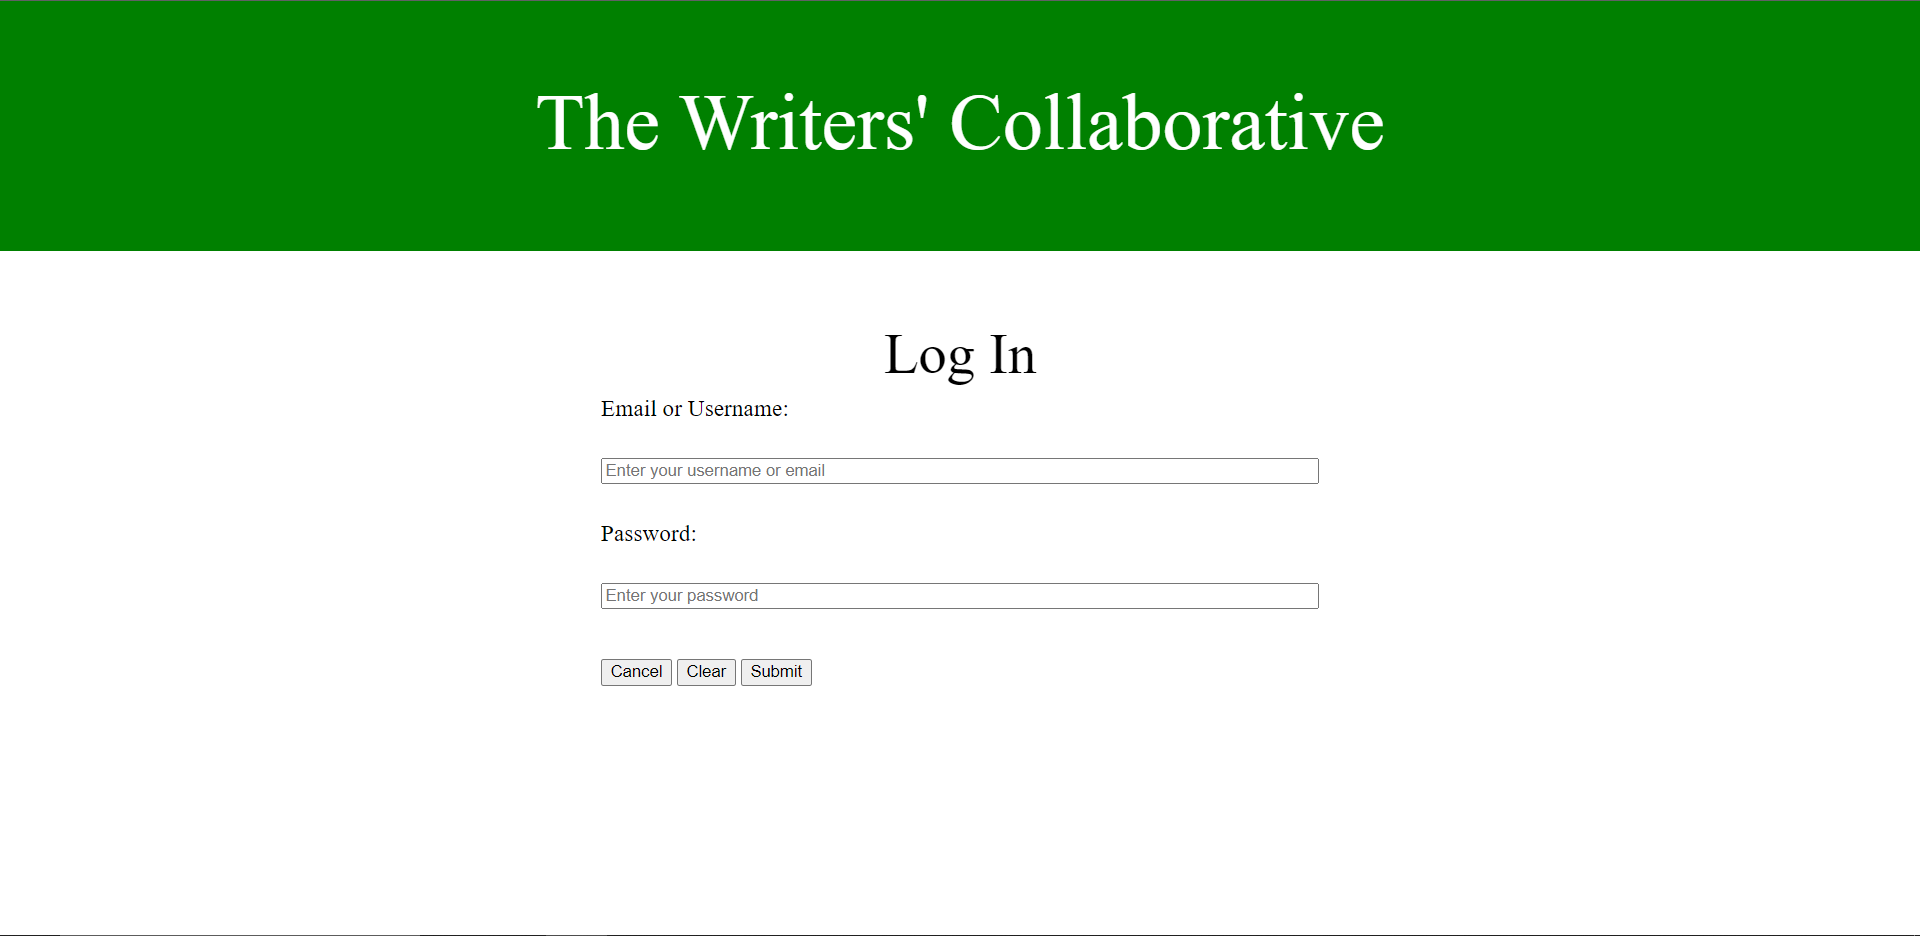 The Writers' Collaborative
Log In
Email or Username:
Enter your username or email
Password:
Enter your password
Cancel Clear Submit